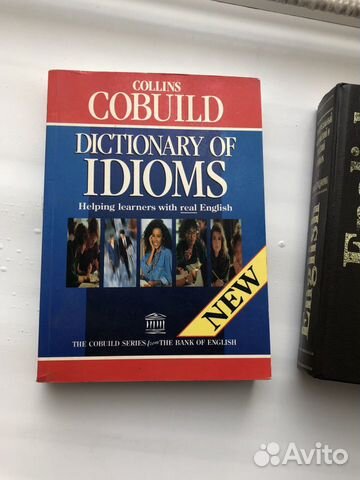 COLLINS
COBUILD
DICTIONARY OF
IDIOMS
Helping learners with real English
NEW
THE COBUILD SERIES from THE BANK OF ENGLISH
English
Avito